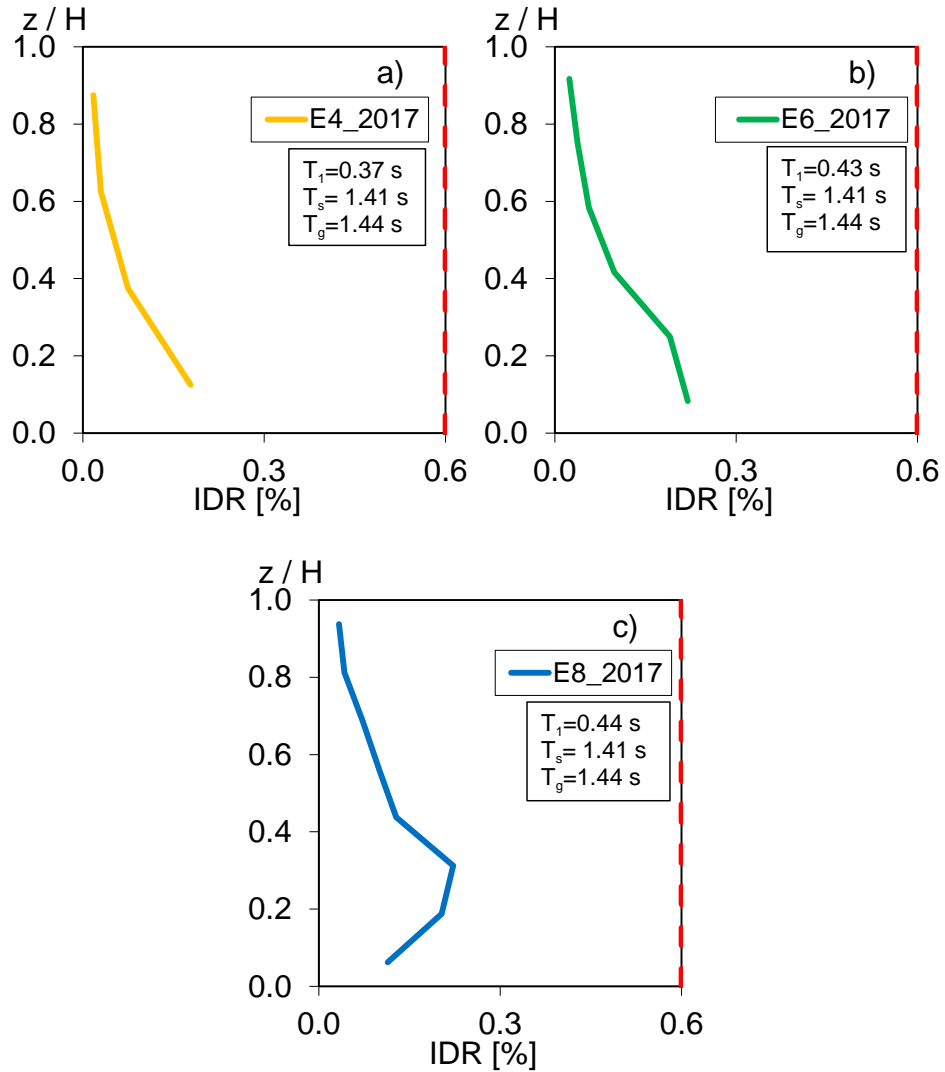 z / H
1.0
0.8
0.6
0.4
0.2
0.0
a)
E4_2017
T1=0.37 s
Ts= 1.41 s
Tg=1.44 s
0.0 0.3 0.6
IDR [%]
z / H
1.0
0.8
0.6
0.4
0.2
0.0
b)
E6_2017
T1=0.43 s
Ts= 1.41 s
Tg=1.44 s
0.0 0.3 0.6
IDR [%]
z / H
1.0
0.8
0.6
0.4
0.2
0.0
c)
E8_2017
T1=0.44 s
Ts= 1.41 s
Tg=1.44 s
0.0 0.3 0.6
IDR [%]